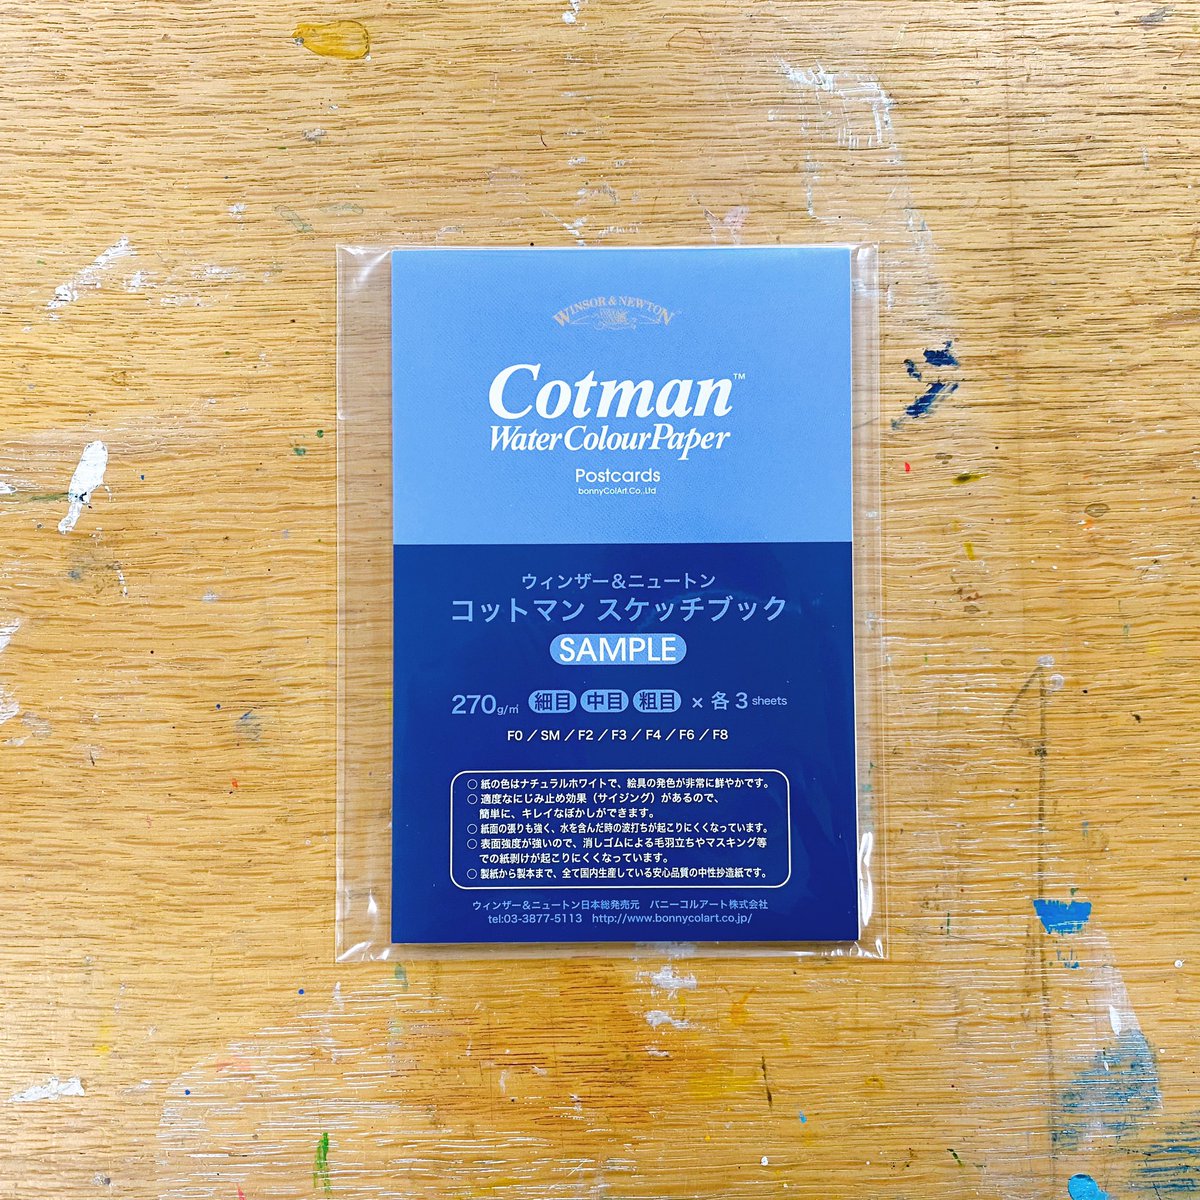 WINSOR & NEWTON
Cotman™
Water Colour Paper
Postcards
bonnyColArt.Co.,Ltd
ウィンザー&ニュートン
コットマン スケッチブック
SAMPLE
270g/㎡ 細目 中目 粗目 × 各 3 sheets
F0 / SM / F2 / F3 / F4 / F6 / F8
○ 紙の色はナチュラルホワイトで、絵具の発色が非常に鮮やかです。
○ 適度なにじみ止め効果（サイジング）があるので、
簡単に、キレイなぼかしができます。
○ 紙面の張りも強く、水を含んだ時の波打ちが起こりにくくなっています。
○ 表面強度が強いので、消しゴムによる毛羽立ちやマスキング等
での紙剥けが起こりにくくなっています。
○ 製紙から製本まで、全て国内生産している安心品質の中性抄造紙です。
ウィンザー&ニュートン日本総発売元 バニーコルアート株式会社
tel:03-3877-5113 http://www.bonnycolart.co.jp/